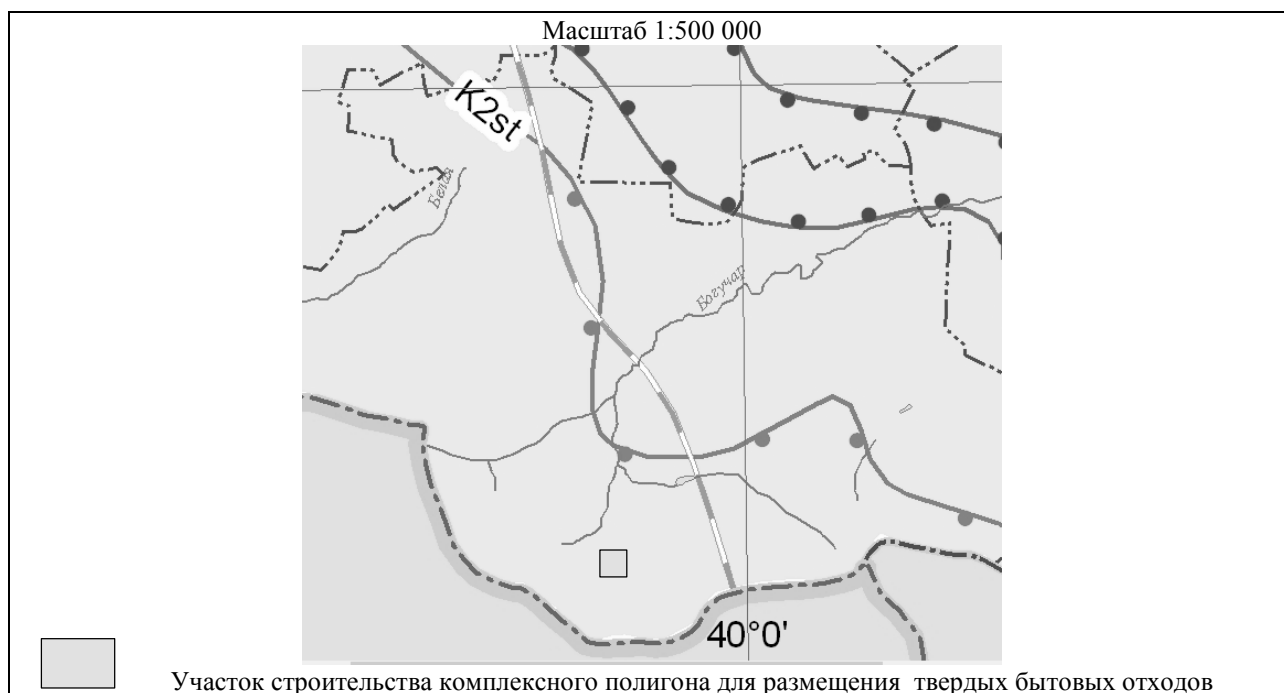 Масштаб 1:500 000
K2st
Белая
Богучар
40°0'
Участок строительства комплексного полигона для размещения твердых бытовых отходов